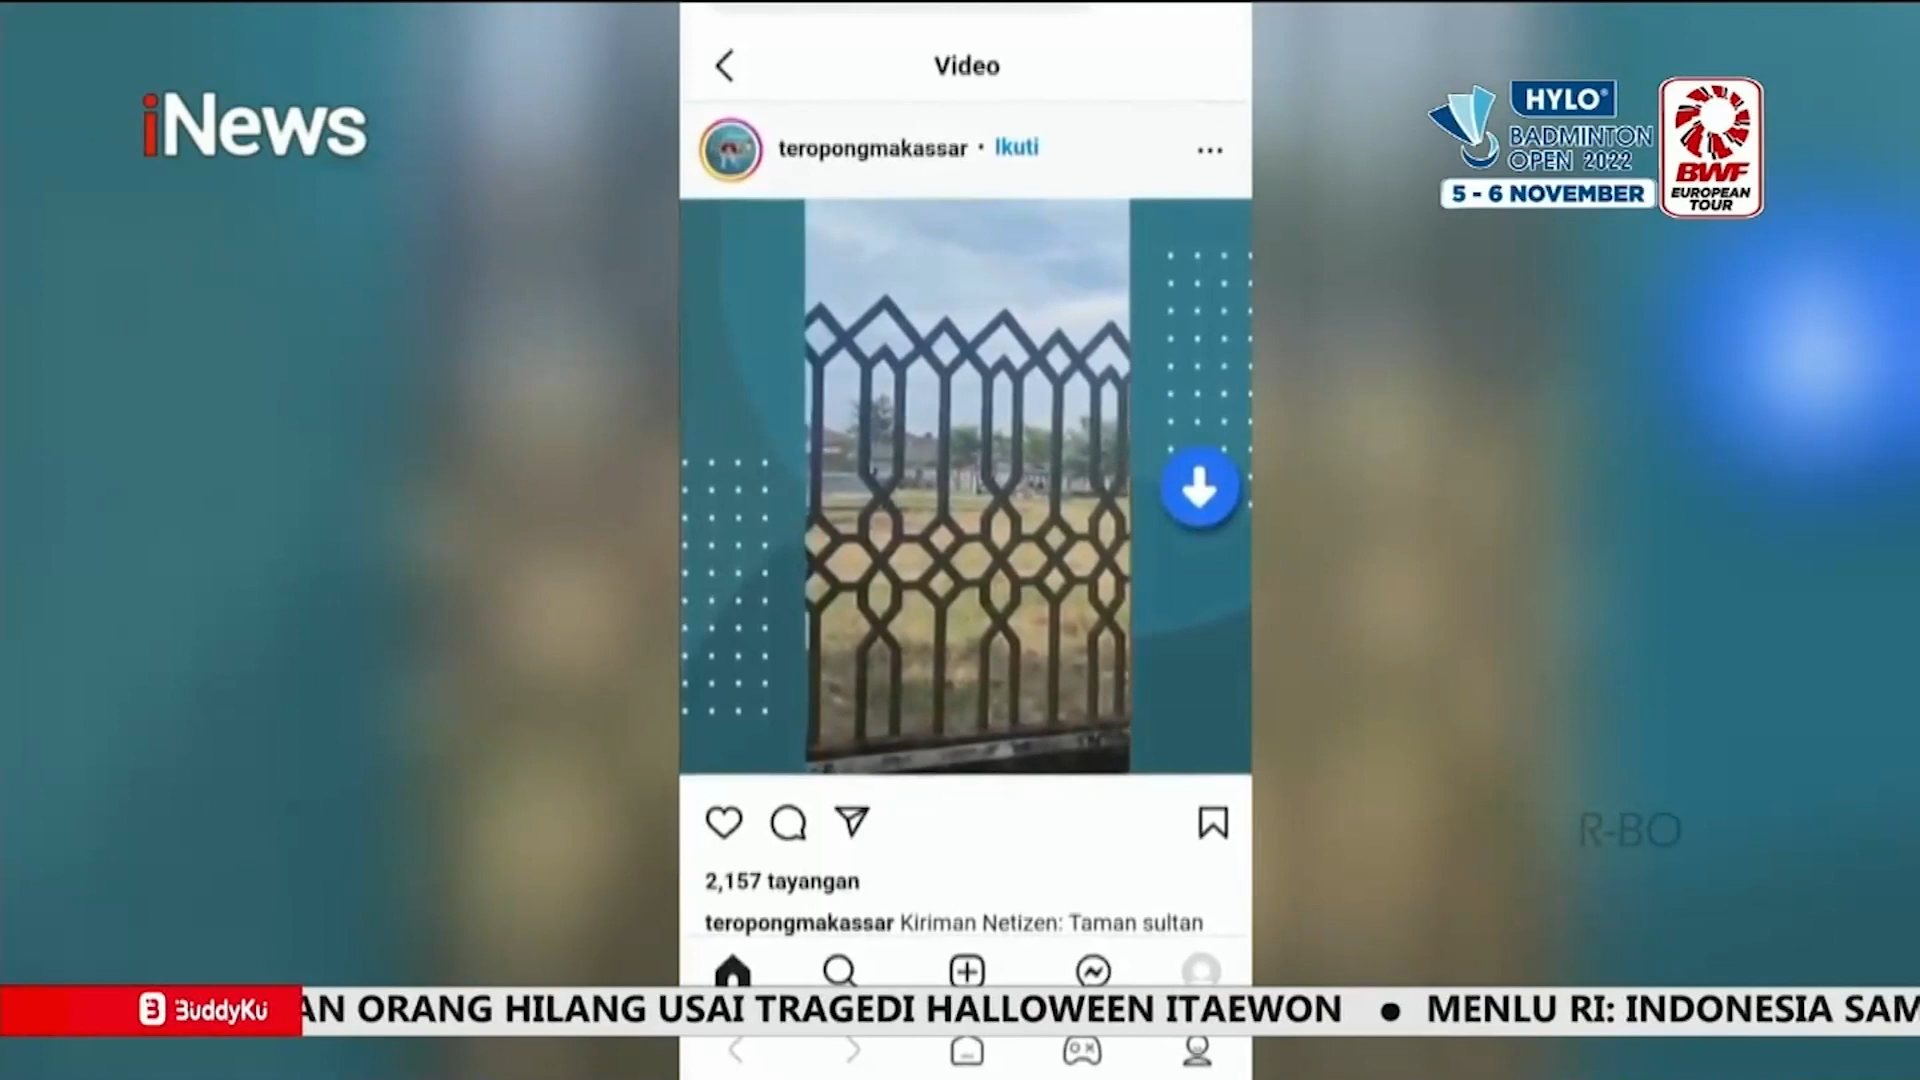 Video
iNews
teropongmakassar • Ikuti
HYLO®
BADMINTON
OPEN 2022
5 - 6 NOVEMBER
BWF
EUROPEAN
TOUR
R-BO
2,157 tayangan
teropongmakassar Kiriman Netizen: Taman sultan
BuddyKu
AN ORANG HILANG USAI TRAGEDI HALLOWEEN ITAEWON • MENLU RI: INDONESIA SAM